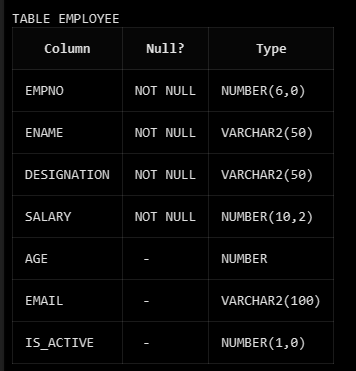 TABLE EMPLOYEE
Column Null? Type
EMPNO NOT NULL NUMBER(6,0)
ENAME NOT NULL VARCHAR2(50)
DESIGNATION NOT NULL VARCHAR2(50)
SALARY NOT NULL NUMBER(10,2)
AGE - NUMBER
EMAIL - VARCHAR2(100)
IS_ACTIVE - NUMBER(1,0)